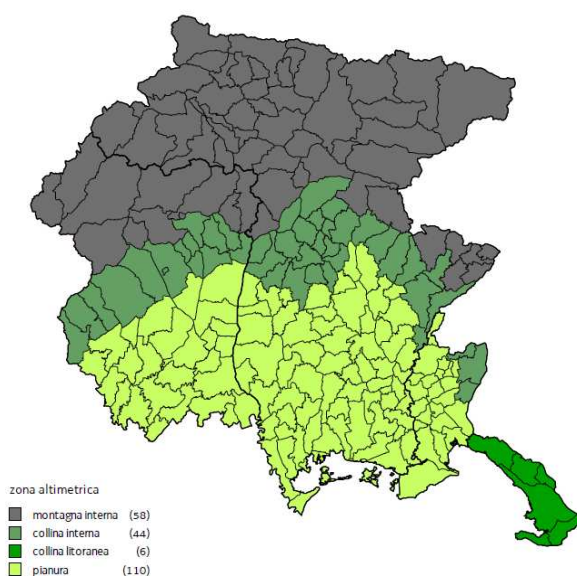 zona altimetrica
montagna interna (58)
collina interna (44)
collina litoranea (6)
pianura (110)